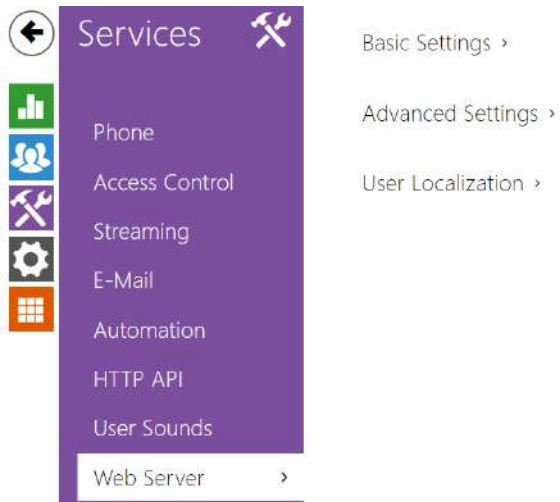 Services
Phone
Access Control
Streaming
E-Mail
Automation
HTTP API
User Sounds
Web Server
Basic Settings
Advanced Settings
User Localization